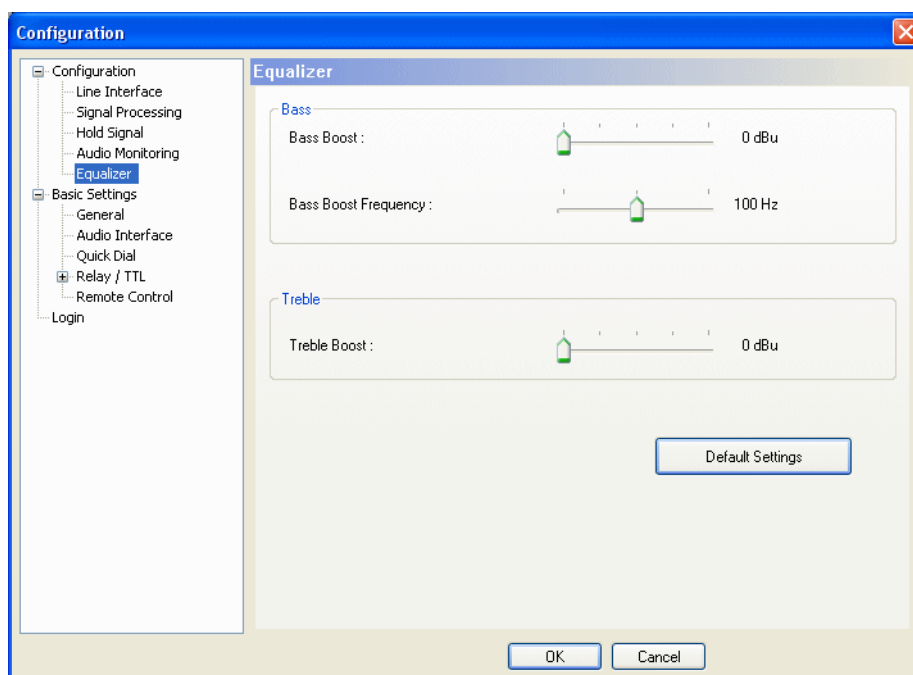 Configuration
Configuration
Line Interface
Signal Processing
Hold Signal
Audio Monitoring
Equalizer
Basic Settings
General
Audio Interface
Quick Dial
Relay / TTL
Remote Control
Login
Equalizer
Bass
Bass Boost : 0 dBu
Bass Boost Frequency : 100 Hz
Treble
Treble Boost : 0 dBu
Default Settings
OK Cancel